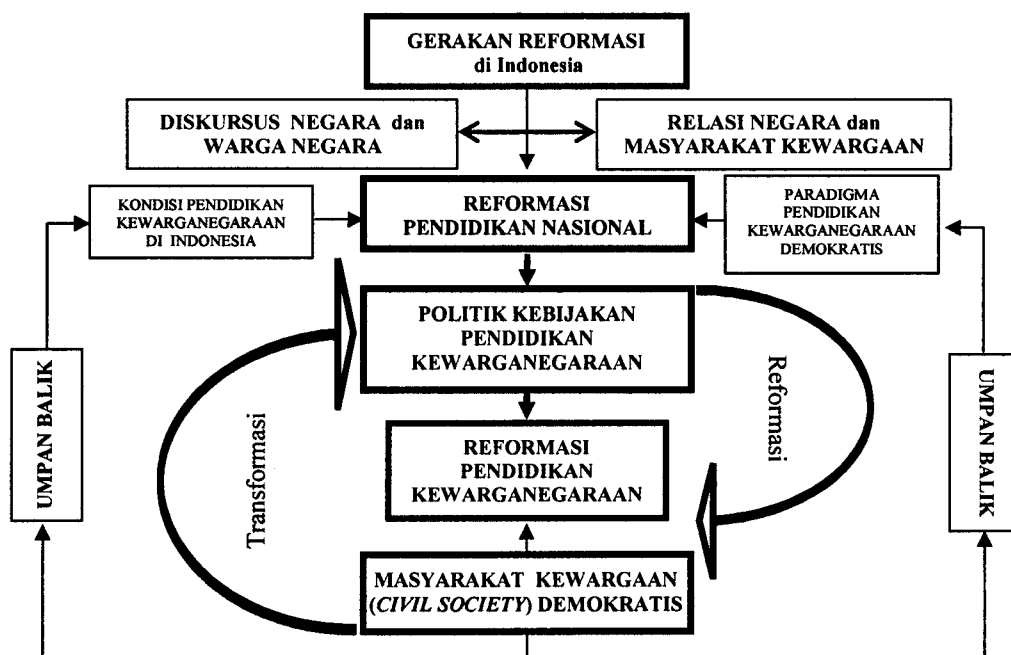 GERAKAN REFORMASI
di Indonesia
DISKURSUS NEGARA dan
WARGA NEGARA
RELASI NEGARA dan
MASYARAKAT KEWARGAAN
KONDISI PENDIDIKAN
KEWARGANEGARAAN
DI INDONESIA
REFORMASI
PENDIDIKAN NASIONAL
PARADIGMA
PENDIDIKAN
KEWARGANEGARAAN
DEMOKRATIS
POLITIK KEBIJAKAN
PENDIDIKAN
KEWARGANEGARAAN
UMPAN BALIK
Transformasi
Reformasi
UMPAN BALIK
REFORMASI
PENDIDIKAN
KEWARGANEGARAAN
MASYARAKAT KEWARGAAN
(CIVIL SOCIETY) DEMOKRATIS